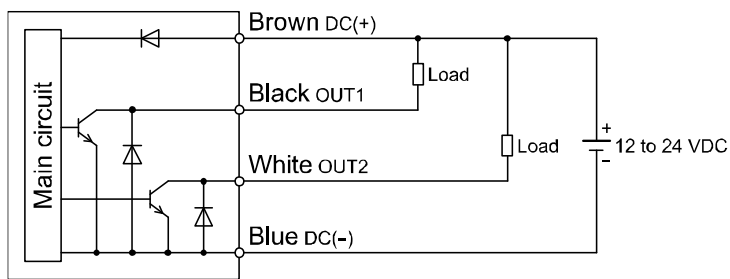 Main circuit
Brown DC(+)
Load
Black OUT1
Load
+
12 to 24 VDC
-
White OUT2
Blue DC(-)